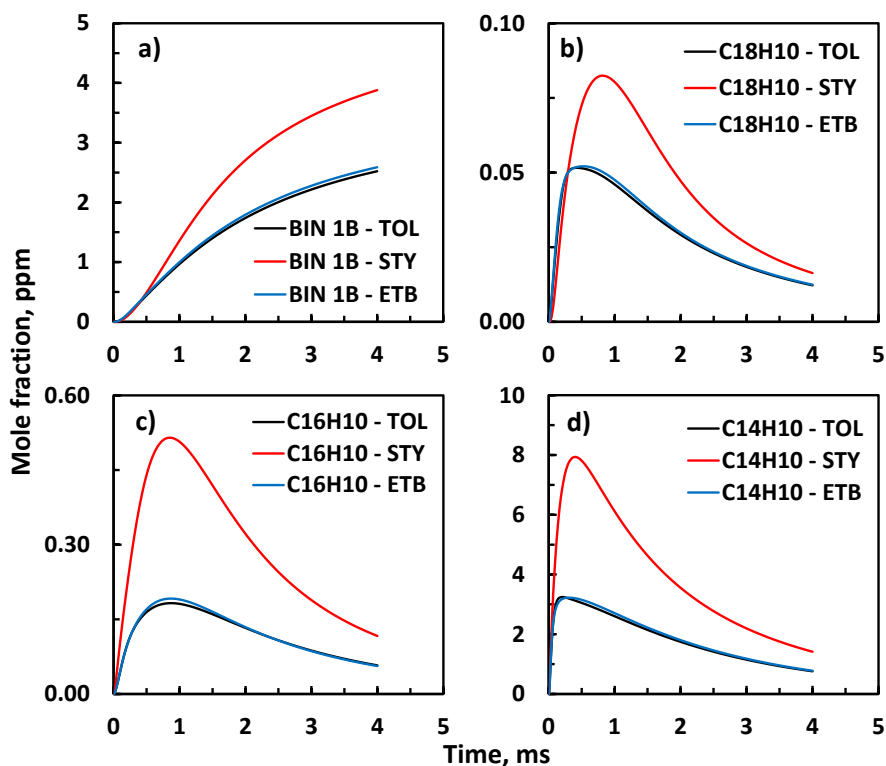 Mole fraction, ppm
a)
5
4
3
2
1
0
BIN 1B - TOL
BIN 1B - STY
BIN 1B - ETB
0 1 2 3 4 5
b)
0.10
0.05
0.00
C18H10 - TOL
C18H10 - STY
C18H10 - ETB
0 1 2 3 4 5
c)
0.60
0.30
0.00
C16H10 - TOL
C16H10 - STY
C16H10 - ETB
0 1 2 3 4 5
d)
10
8
6
4
2
0
C14H10 - TOL
C14H10 - STY
C14H10 - ETB
0 1 2 3 4 5
Time, ms